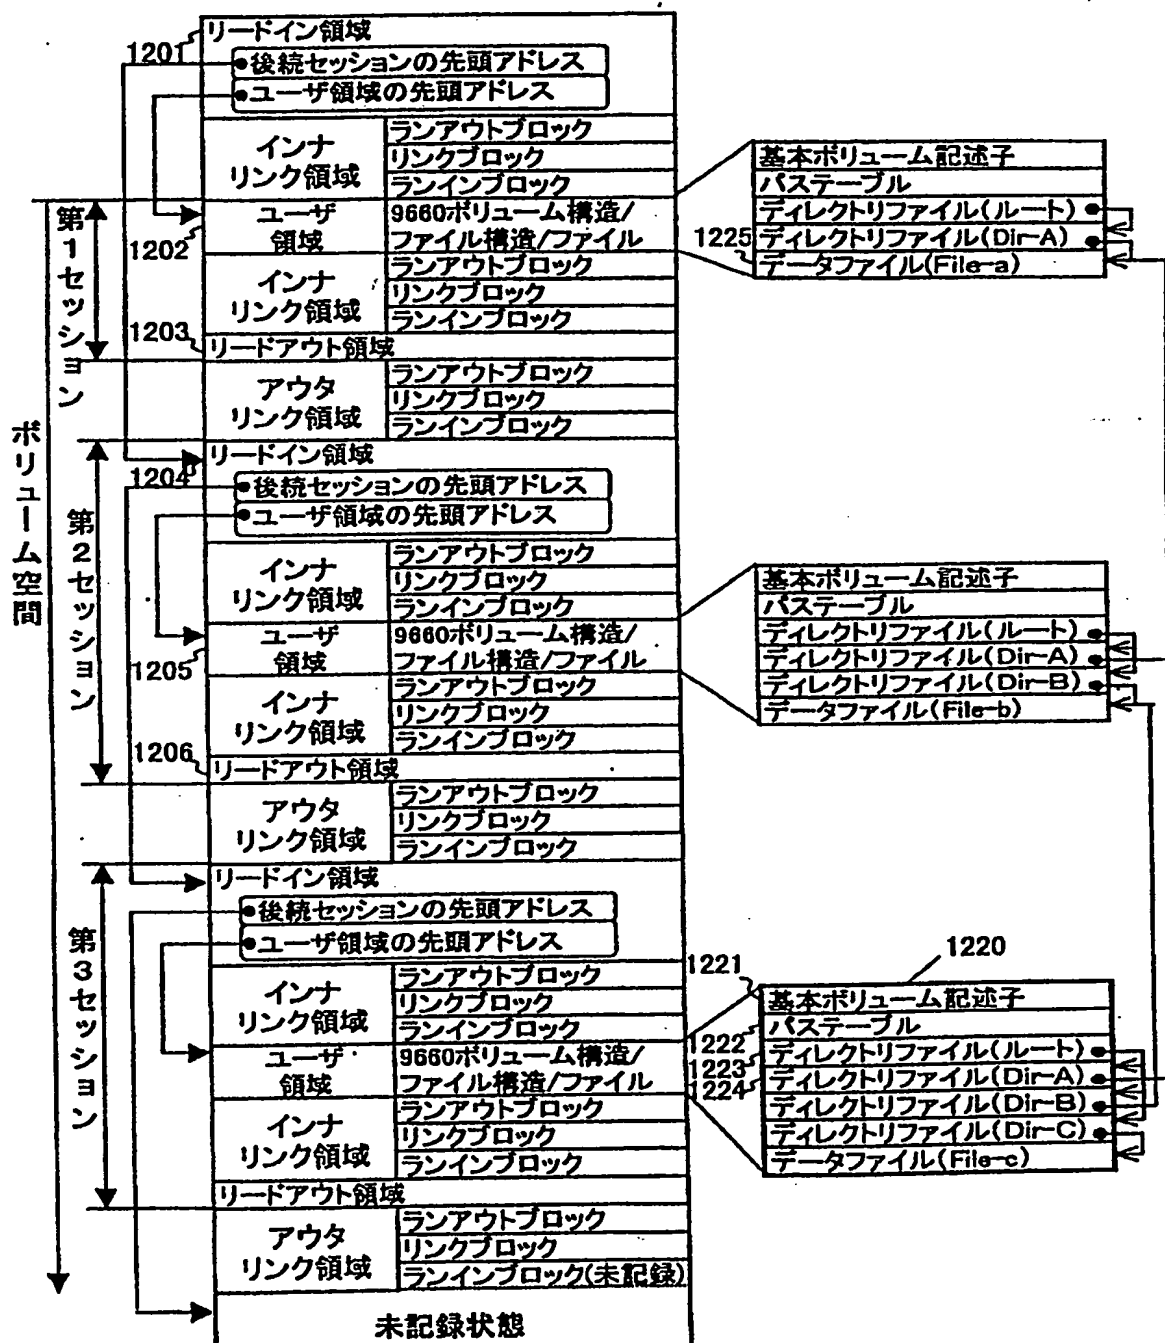 リードイン領域
1201
●後続セッションの先頭アドレス
●ユーザ領域の先頭アドレス
インナ
リンク領域
ランアウトブロック
リンクブロック
ランインブロック
ユーザ
領域
1202
9660ボリューム構造/
ファイル構造/ファイル
インナ
リンク領域
ランアウトブロック
リンクブロック
ランインブロック
1203
リードアウト領域
アウタ
リンク領域
ランアウトブロック
リンクブロック
ランインブロック
第1セッション
基本ボリューム記述子
パステーブル
ディレクトリファイル(ルート)
ディレクトリファイル(Dir-A)
1225
データファイル(File-a)
ボリューム空間
リードイン領域
1204
●後続セッションの先頭アドレス
●ユーザ領域の先頭アドレス
インナ
リンク領域
ランアウトブロック
リンクブロック
ランインブロック
ユーザ
領域
1205
9660ボリューム構造/
ファイル構造/ファイル
インナ
リンク領域
ランアウトブロック
リンクブロック
ランインブロック
1206
リードアウト領域
アウタ
リンク領域
ランアウトブロック
リンクブロック
ランインブロック
第2セッション
基本ボリューム記述子
パステーブル
ディレクトリファイル(ルート)
ディレクトリファイル(Dir-A)
ディレクトリファイル(Dir-B)
データファイル(File-b)
リードイン領域
●後続セッションの先頭アドレス
●ユーザ領域の先頭アドレス
インナ
リンク領域
ランアウトブロック
リンクブロック
ランインブロック
ユーザ
領域
9660ボリューム構造/
ファイル構造/ファイル
インナ
リンク領域
ランアウトブロック
リンクブロック
ランインブロック
リードアウト領域
アウタ
リンク領域
ランアウトブロック
リンクブロック
ランインブロック(未記録)
未記録状態
第3セッション
1220
1221
基本ボリューム記述子
パステーブル
1222
ディレクトリファイル(ルート)
1223
ディレクトリファイル(Dir-A)
1224
ディレクトリファイル(Dir-B)
ディレクトリファイル(Dir-C)
データファイル(File-c)